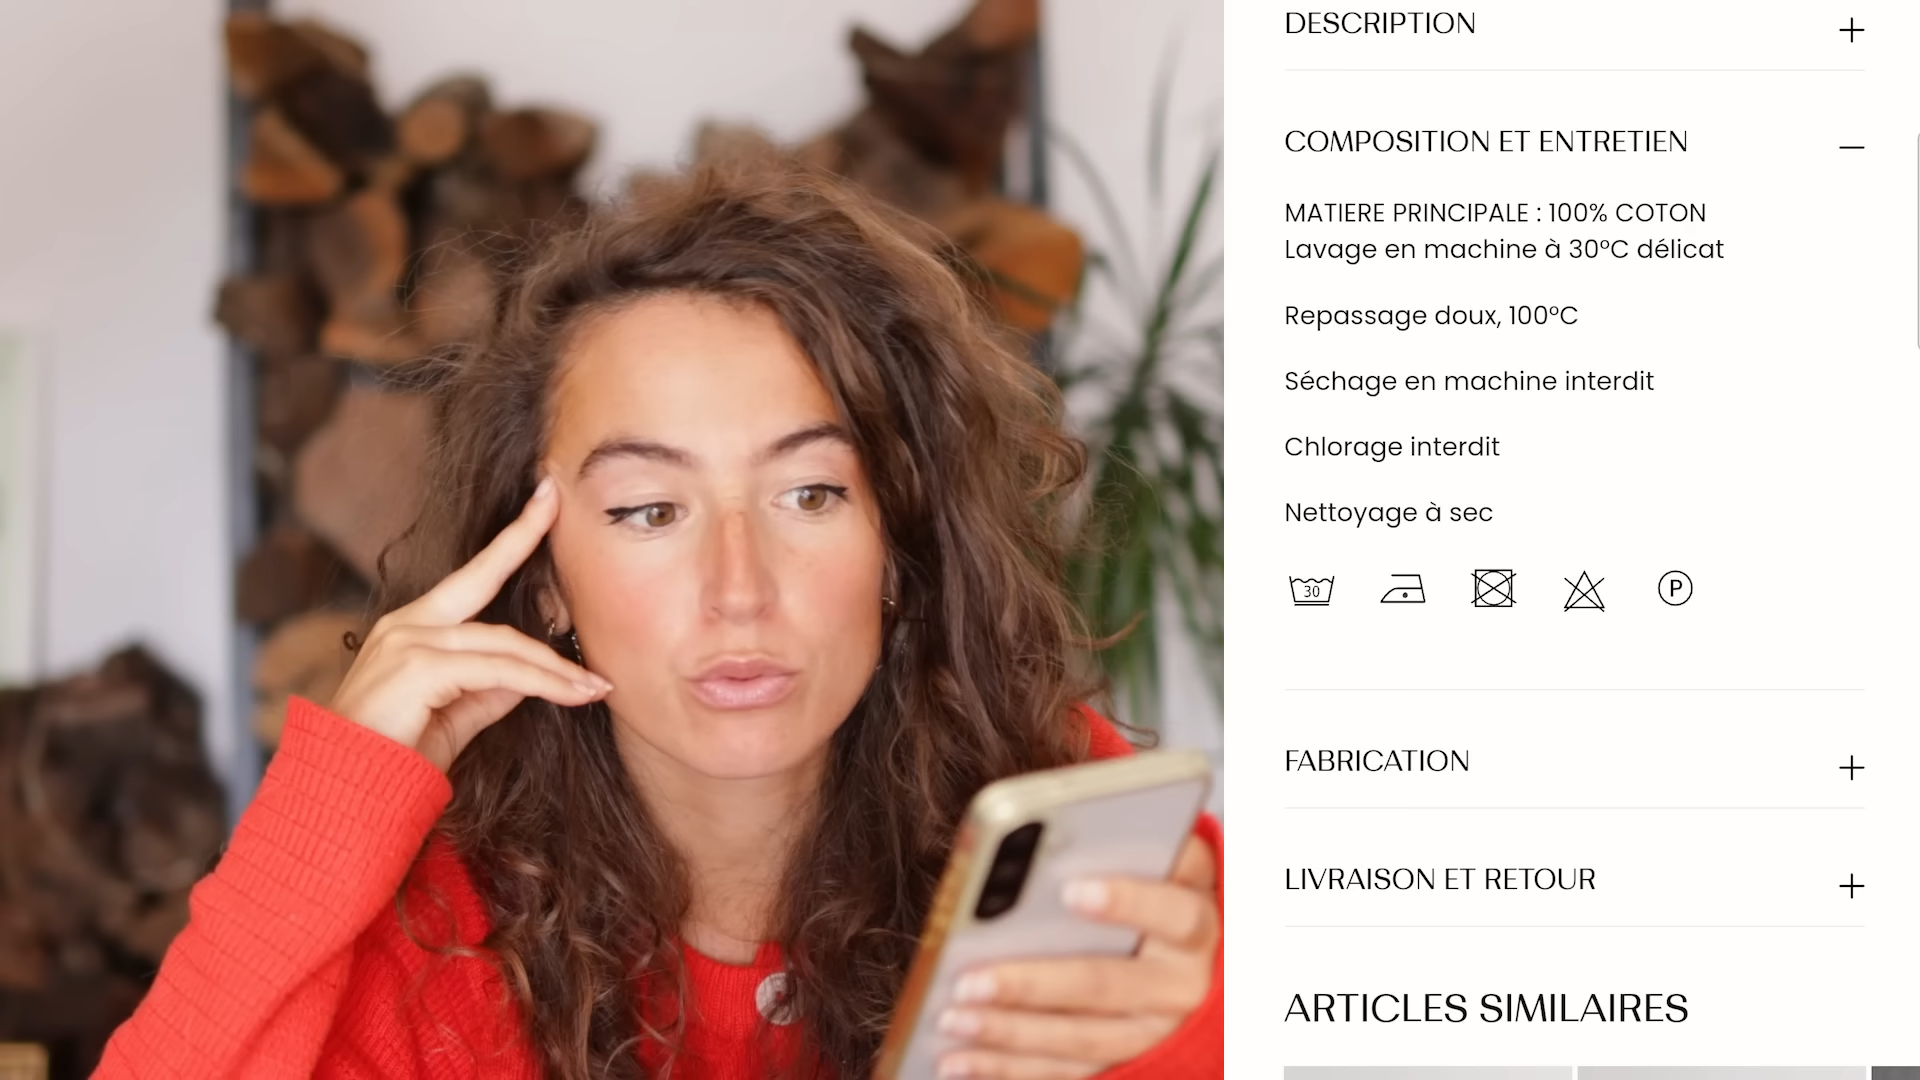 DESCRIPTION
COMPOSITION ET ENTRETIEN
MATIERE PRINCIPALE : 100% COTON
Lavage en machine à 30°C délicat
Repassage doux, 100°C
Séchage en machine interdit
Chlorage interdit
Nettoyage à sec
30
P
FABRICATION
LIVRAISON ET RETOUR
ARTICLES SIMILAIRES